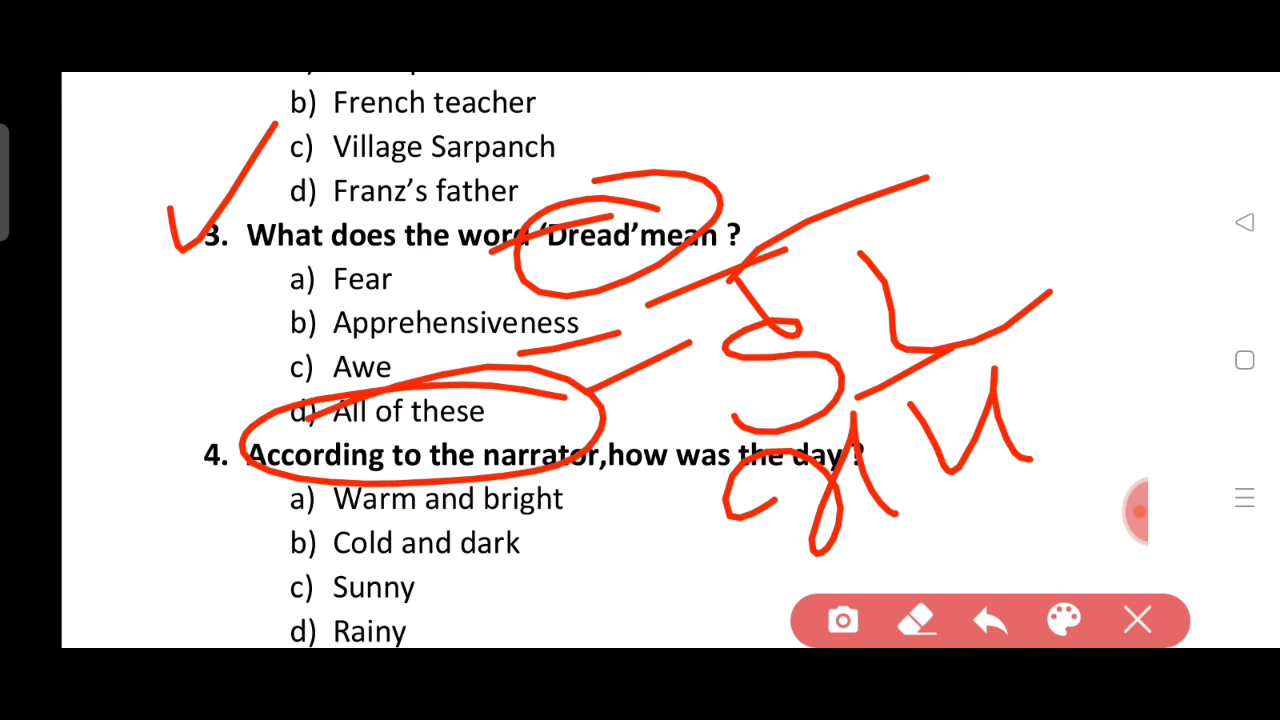 b) French teacher
c) Village Sarpanch
d) Franz's father
3. What does the word 'Dread'mean ?
a) Fear
b) Apprehensiveness
c) Awe
d) All of these
4. According to the narrator,how was the day ?
a) Warm and bright
b) Cold and dark
c) Sunny
d) Rainy